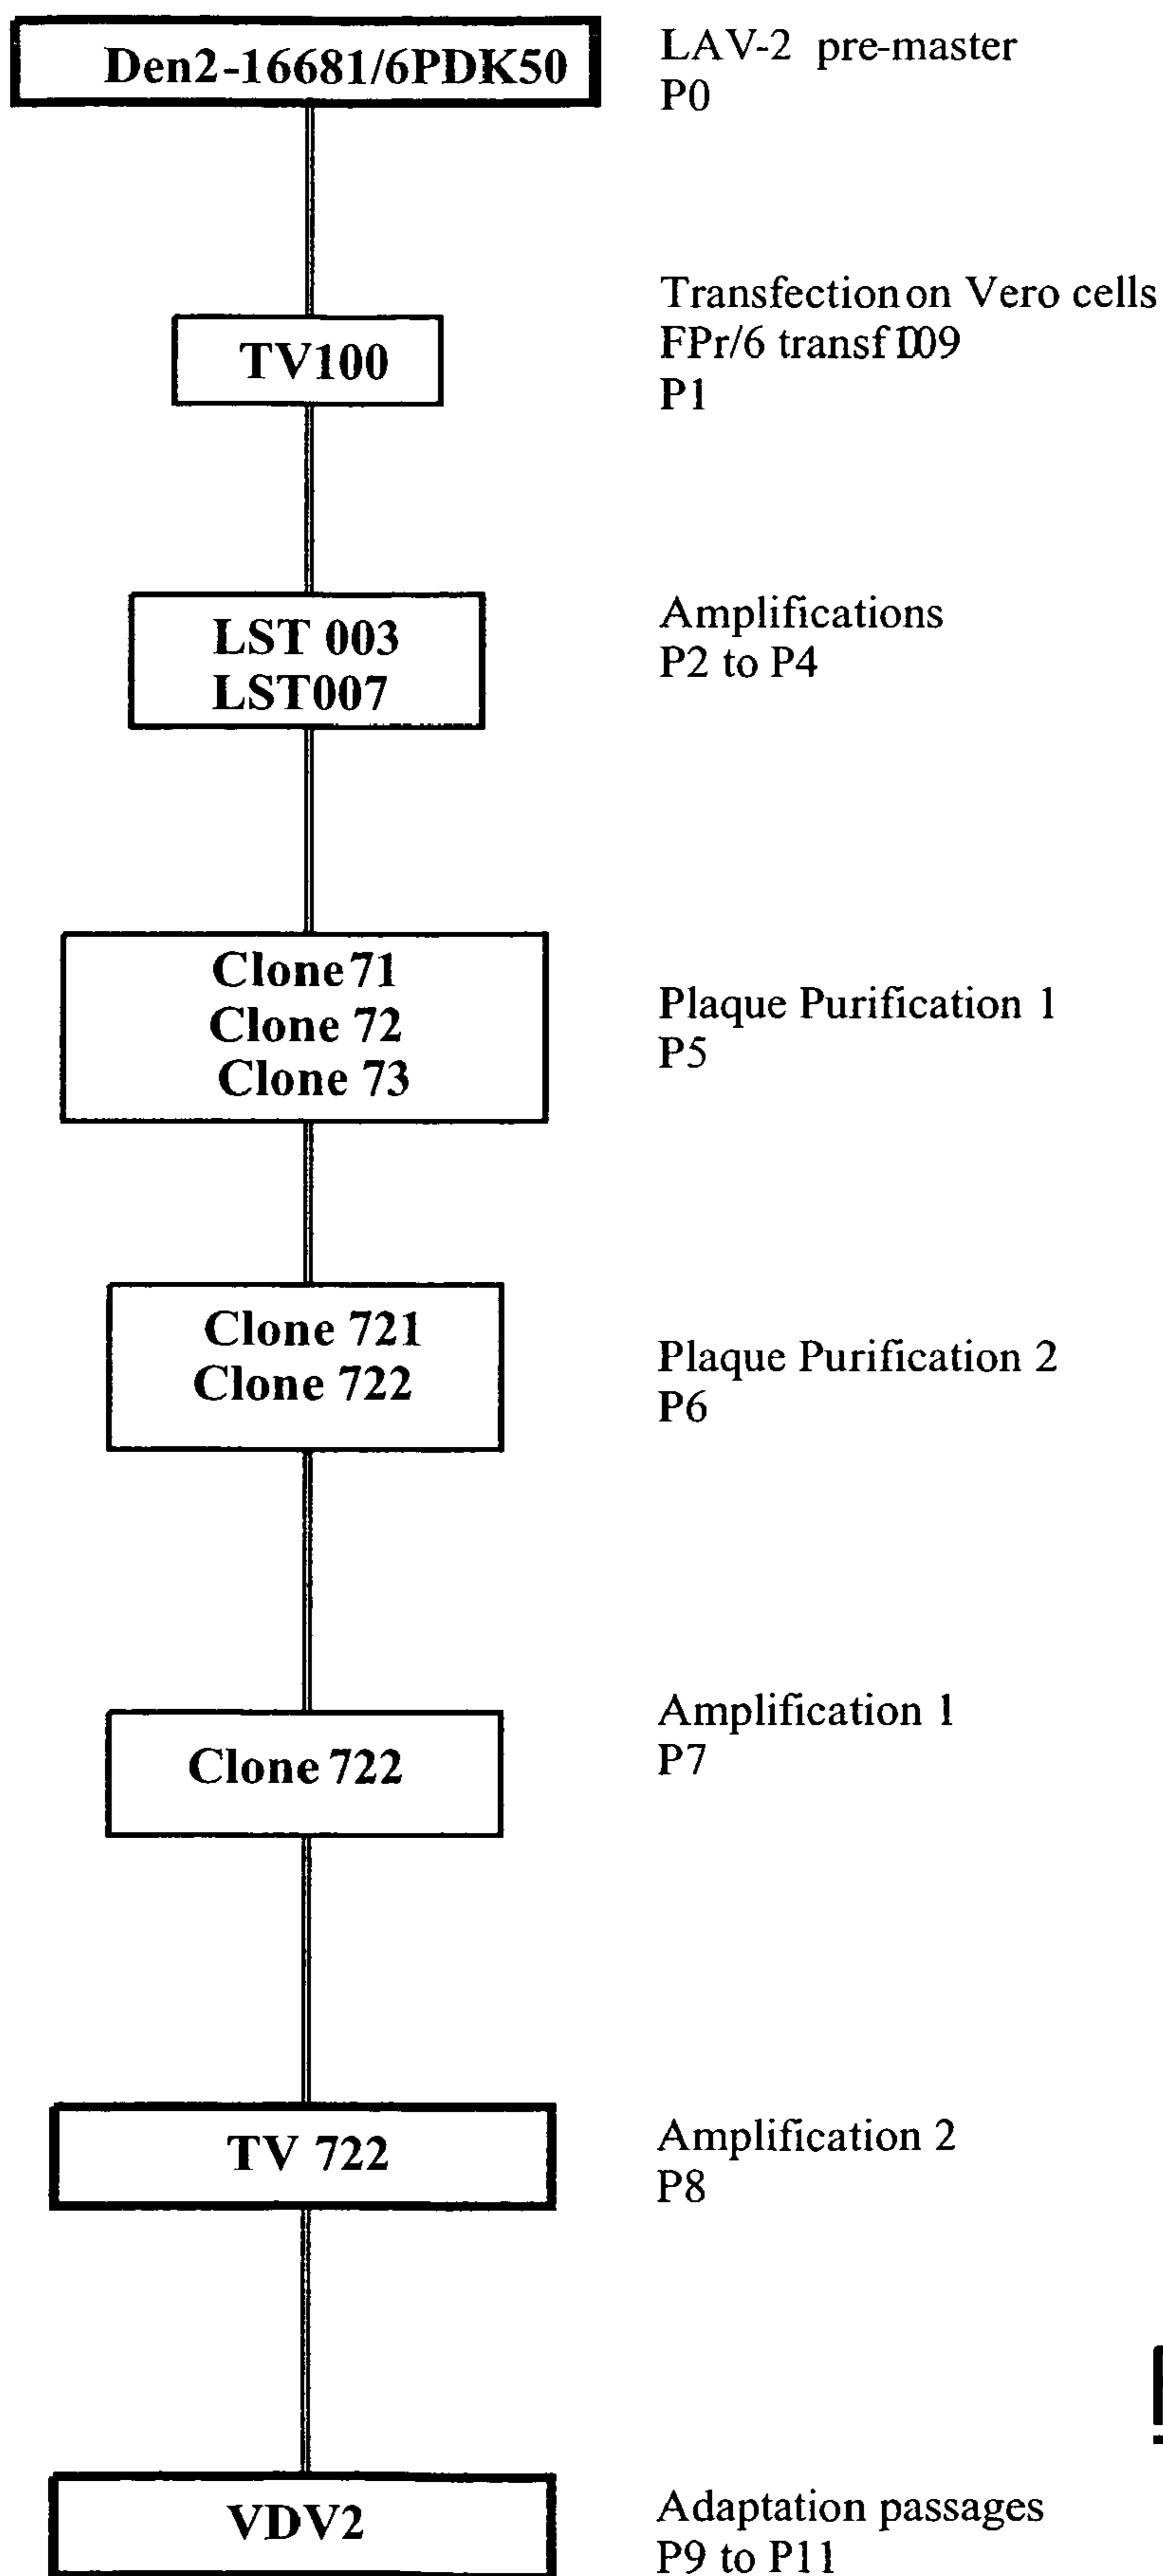 Den2-16681/6PDK50
LAV-2 pre-master
P0
TV100
Transfection on Vero cells
FPr/6 transf D09
P1
LST 003
LST007
Amplifications
P2 to P4
Clone 71
Clone 72
Clone 73
Plaque Purification 1
P5
Clone 721
Clone 722
Plaque Purification 2
P6
Clone 722
Amplification 1
P7
TV 722
Amplification 2
P8
VDV2
Adaptation passages
P9 to P11